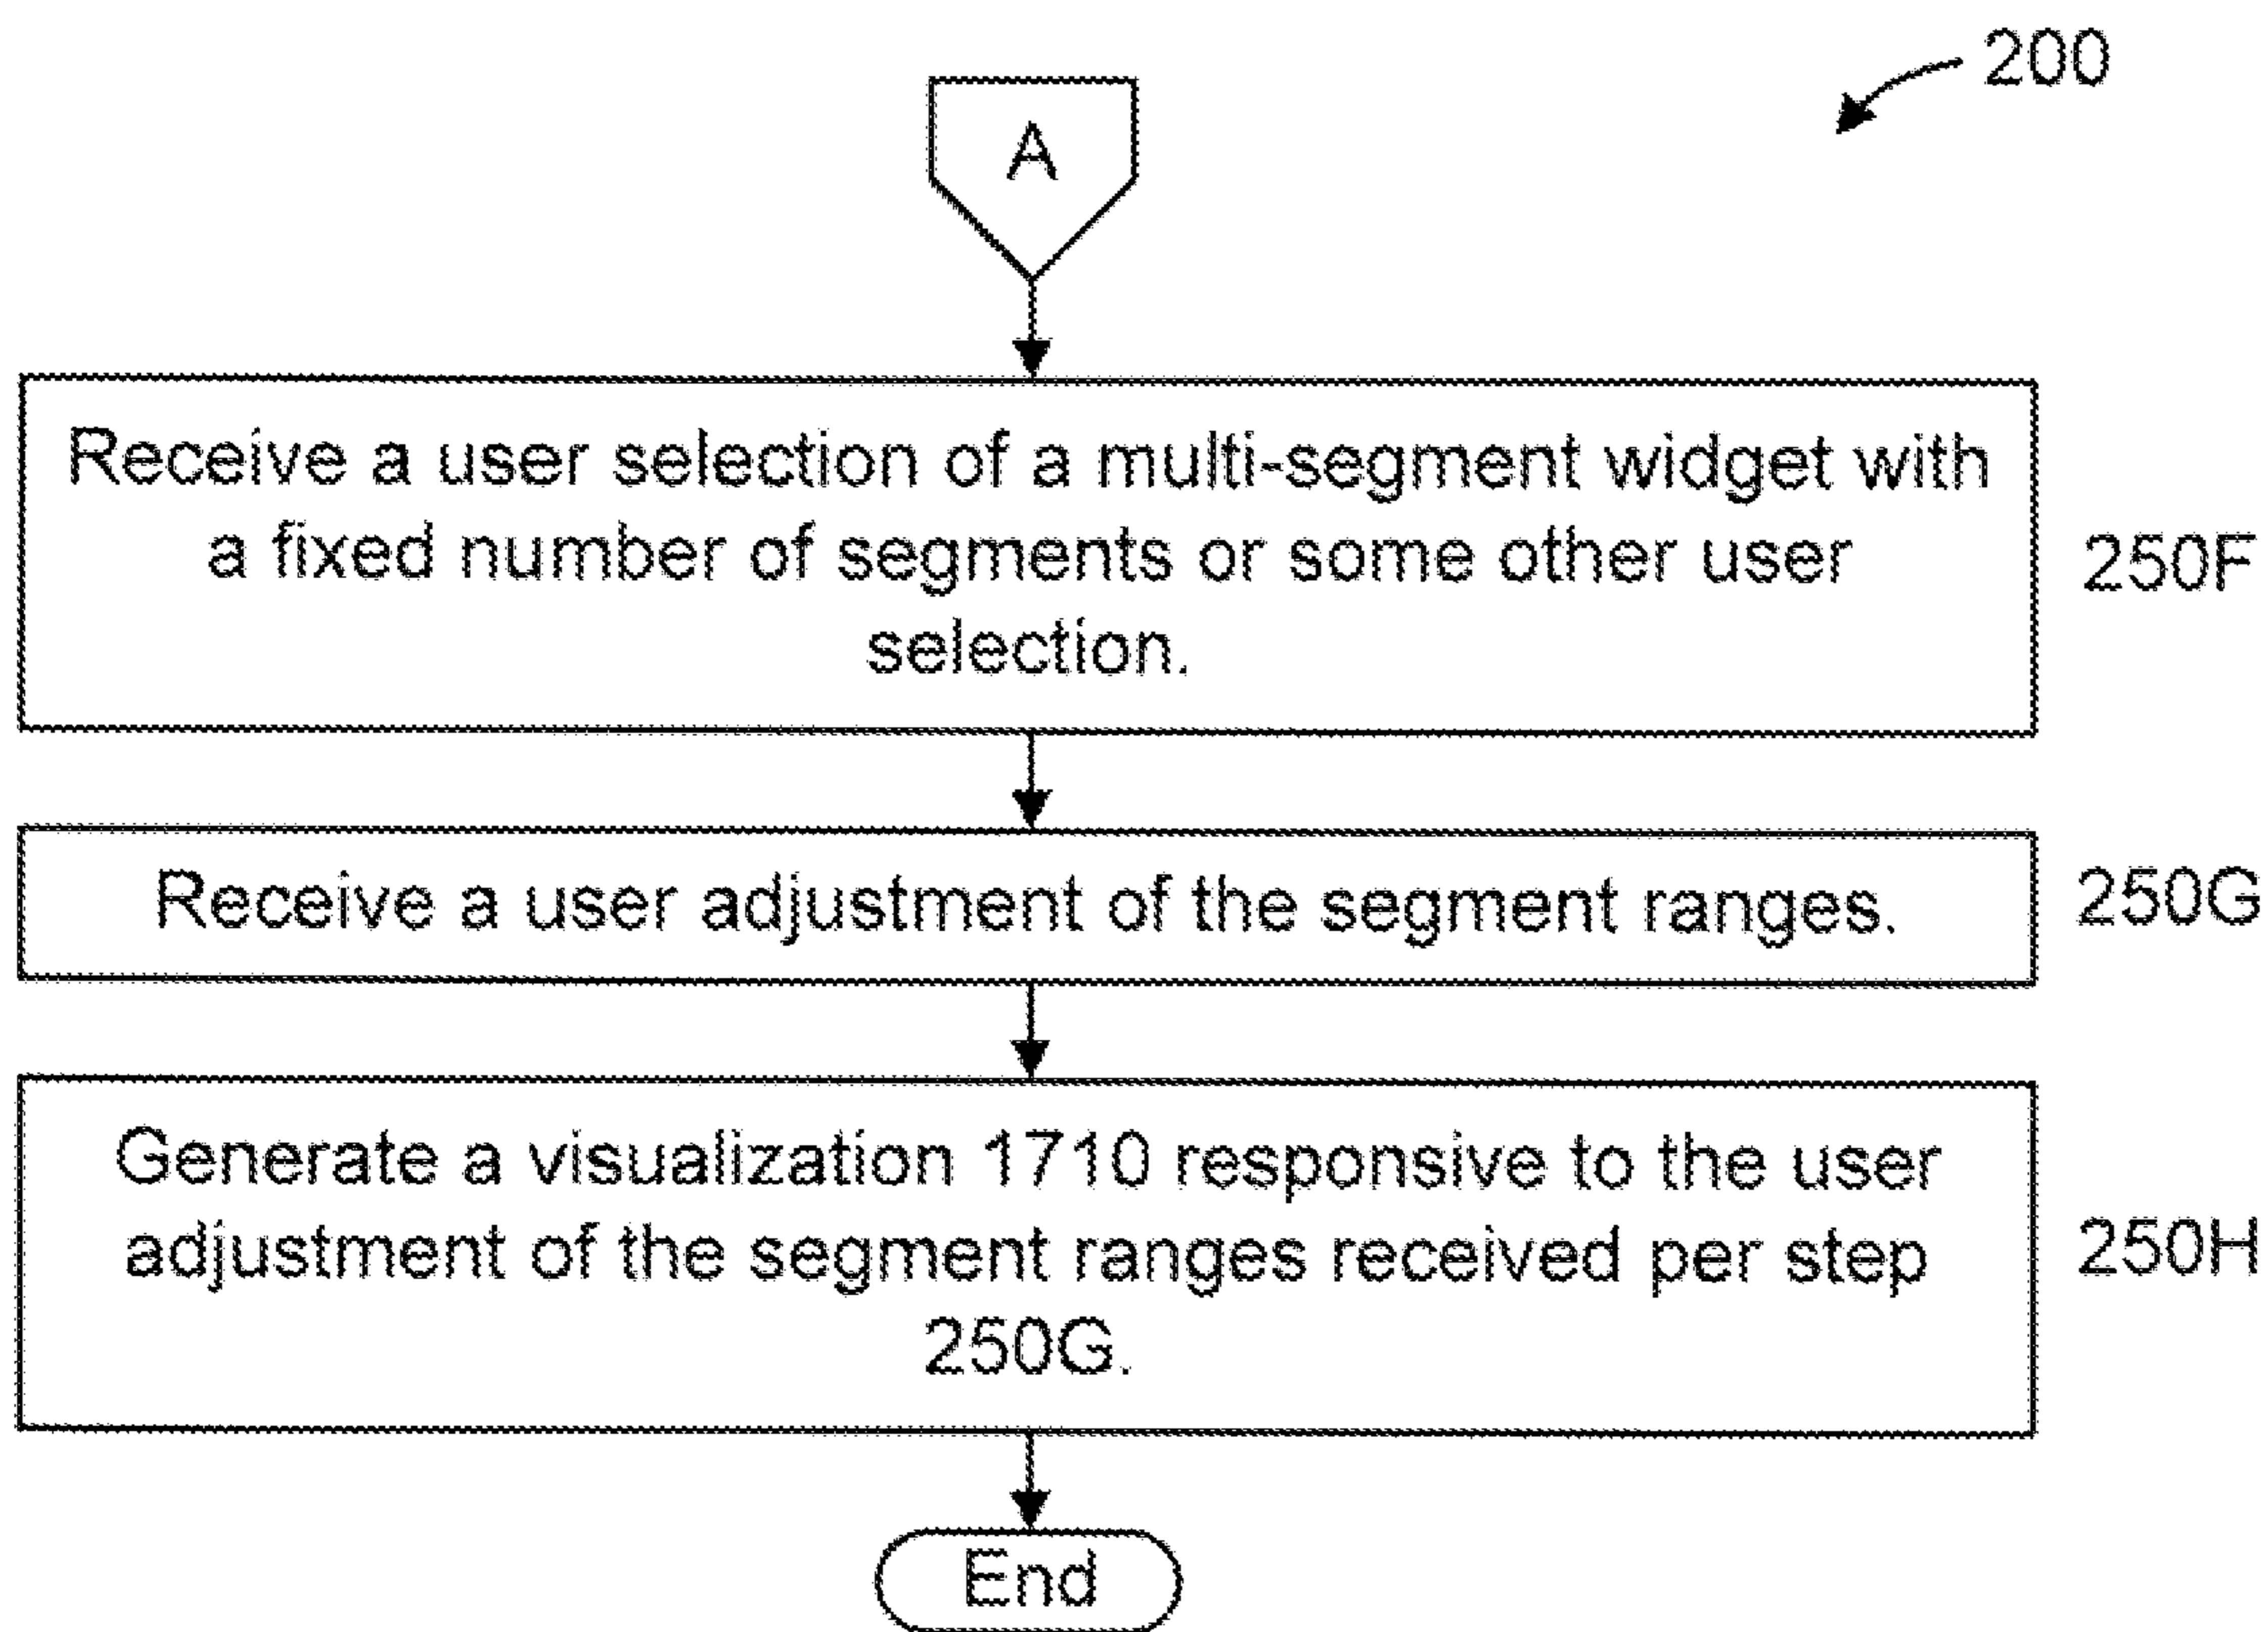 200
A
Receive a user selection of a multi-segment widget with
a fixed number of segments or some other user
selection.
250F
Receive a user adjustment of the segment ranges.
250G
Generate a visualization 1710 responsive to the user
adjustment of the segment ranges received per step
250G.
250H
End